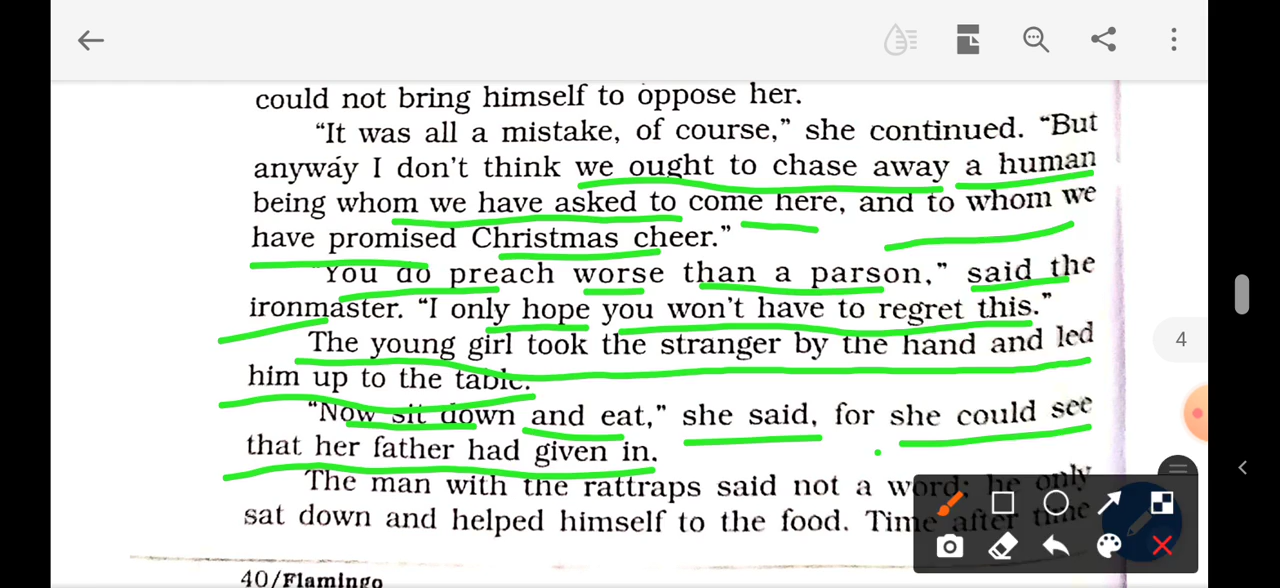 could not bring himself to oppose her.
“It was all a mistake, of course,” she continued. “But
anyway I don't think we ought to chase away a human
being whom we have asked to come here, and to whom we
have promised Christmas cheer.”
“You do preach worse than a parson,” said the
ironmaster. “I only hope you won't have to regret this.”
4
The young girl took the stranger by the hand and led
him up to the table.
“Now sit down and eat,” she said, for she could see
that her father had given in.
The man with the rattraps said not a word; he only
sat down and helped himself to the food. Time after time
40/Flamingo